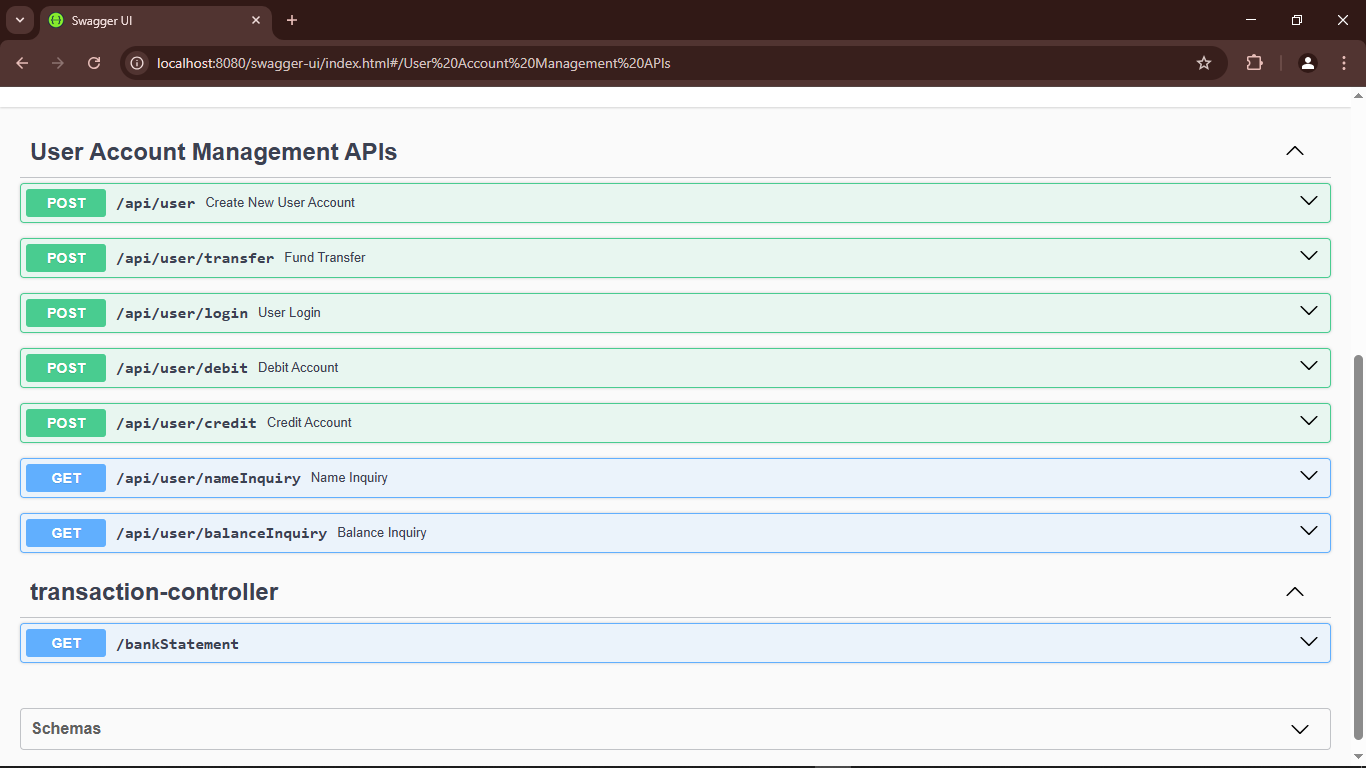 Swagger UI
localhost:8080/swagger-ui/index.html#/User%20Account%20Management%20APIs
User Account Management APIs
POST /api/user Create New User Account
POST /api/user/transfer Fund Transfer
POST /api/user/login User Login
POST /api/user/debit Debit Account
POST /api/user/credit Credit Account
GET /api/user/nameInquiry Name Inquiry
GET /api/user/balanceInquiry Balance Inquiry
transaction-controller
GET /bankStatement
Schemas